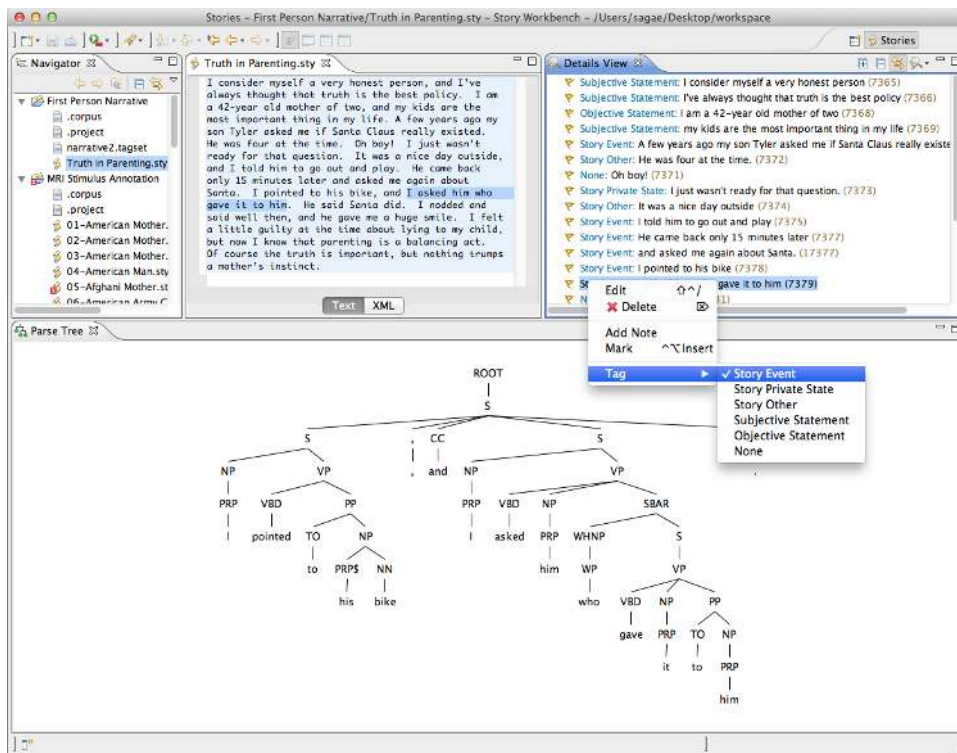 Stories – First Person Narrative/Truth in Parenting.sty – Story Workbench – /Users/sagae/Desktop/workspace
Stories
Navigator
First Person Narrative
.corpus
.project
narrative2.tagset
Truth in Parenting.sty
MRI Stimulus Annotation
.corpus
.project
01-American Mother.
02-American Mother.
03-American Mother.
04-American Man.sty
05-Afghani Mother.st
06-American Army C
Truth in Parenting.sty
I consider myself a very honest person, and I've
always thought that truth is the best policy. I am
a 42-year old mother of two, and my kids are the
most important thing in my life. A few years ago my
son Tyler asked me if Santa Claus really existed.
He was four at the time. Oh boy! I just wasn't
ready for that question. It was a nice day outside,
and I told him to go out and play. He came back
only 15 minutes later and asked me again about
Santa. I pointed to his bike, and I asked him who
gave it to him. He said Santa did. I nodded and
said well then, and he gave me a huge smile. I felt
a little guilty at the time about lying to my child,
but now I know that parenting is a balancing act.
Of course the truth is important, but nothing trumps
a mother's instinct.
Text XML
Details View
Subjective Statement: I consider myself a very honest person (7365)
Subjective Statement: I've always thought that truth is the best policy (7366)
Objective Statement: I am a 42-year old mother of two (7368)
Subjective Statement: my kids are the most important thing in my life (7369)
Story Event: A few years ago my son Tyler asked me if Santa Claus really existe
Story Other: He was four at the time. (7372)
None: Oh boy! (7371)
Story Private State: I just wasn't ready for that question. (7373)
Story Other: It was a nice day outside (7374)
Story Event: I told him to go out and play (7375)
Story Event: He came back only 15 minutes later (7377)
Story Event: and asked me again about Santa. (17377)
Story Event: I pointed to his bike (7378)
gave it to him (7379)
Edit ⇧^/
Delete ⌦
Add Note
Mark ^⌥Insert
Tag
✓ Story Event
Story Private State
Story Other
Subjective Statement
Objective Statement
None
Parse Tree
ROOT
S
S , CC S
, and .
NP VP NP VP
PRP VBD PP PRP VBD NP SBAR
I pointed TO NP I asked PRP WHNP S
to PRP$ NN him WP VP
his bike who VBD NP PP
gave PRP TO NP
it to PRP
him